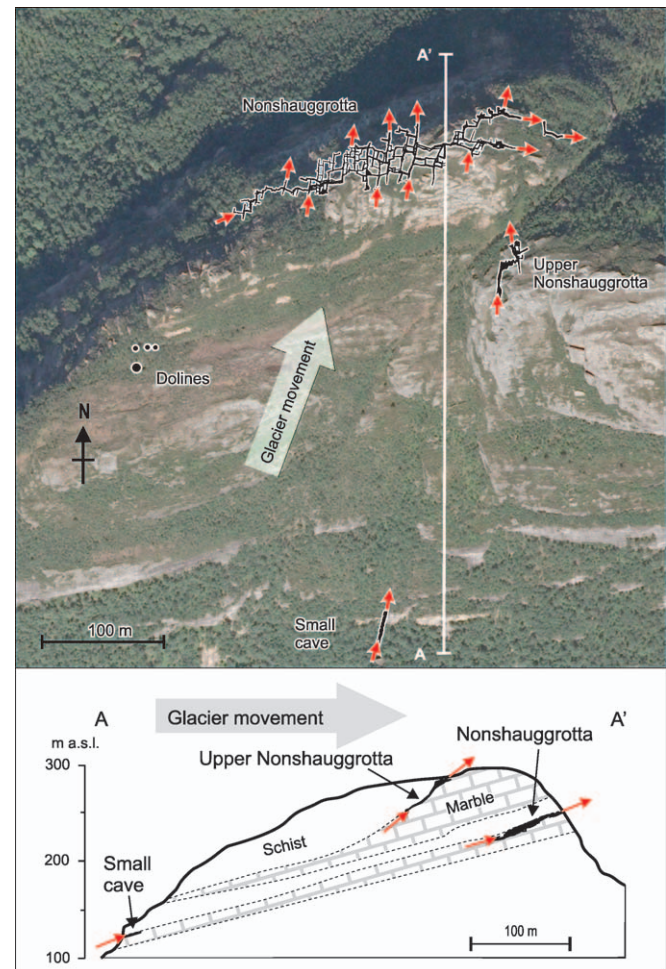 A'
Nonshauggrotta
Upper
Nonshauggrotta
Dolines
Glacier movement
N
100 m
Small
cave
A
A
Glacier movement
A'
m a.s.l.
Nonshauggrotta
Upper Nonshauggrotta
300
Marble
Schist
200
Small
cave
100 m
100